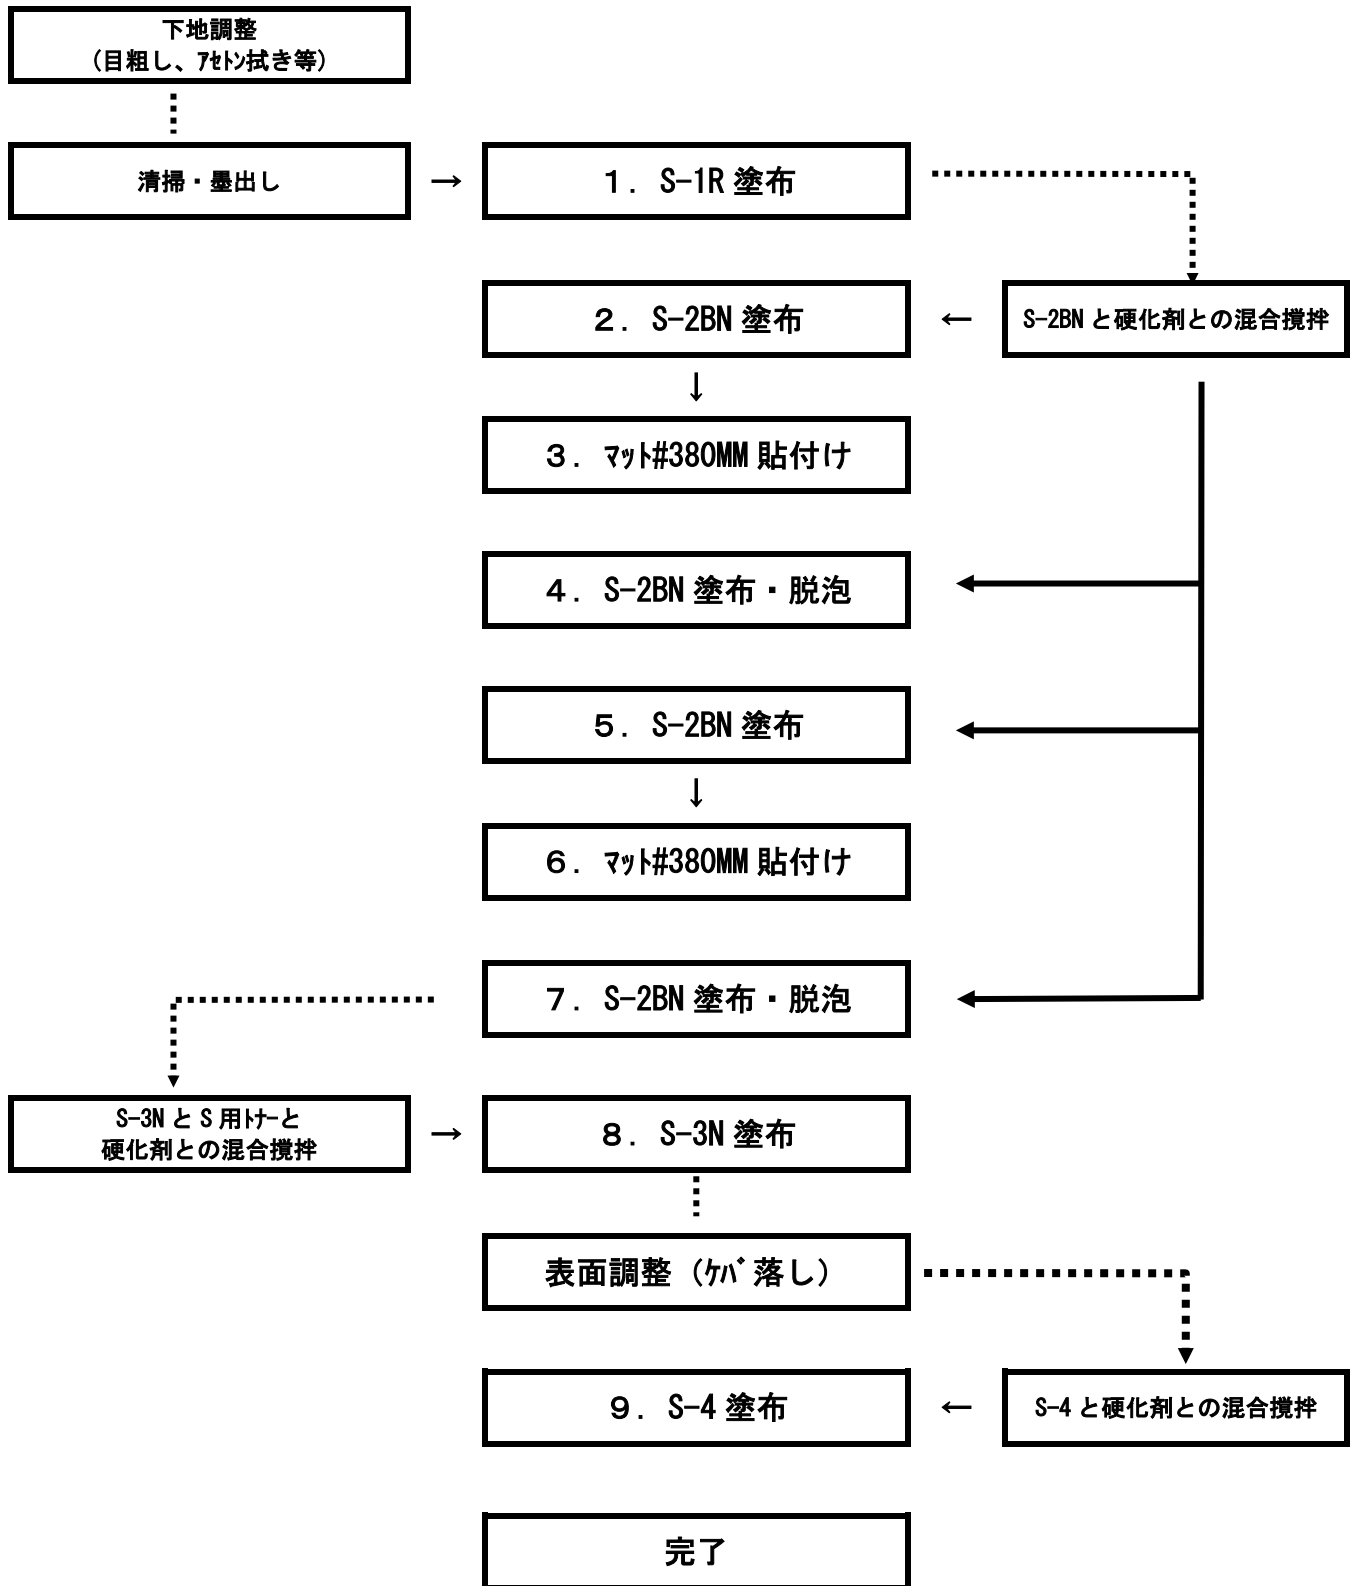 下地調整
（目粗し、ｱｾﾄﾝ拭き等）
清掃・墨出し
→
１．S-1R 塗布
２．S-2BN 塗布
←
S-2BN と硬化剤との混合撹拌
↓
３．ﾏｯﾄ#380MM 貼付け
４．S-2BN 塗布・脱泡
５．S-2BN 塗布
↓
６．ﾏｯﾄ#380MM 貼付け
７．S-2BN 塗布・脱泡
S-3N と S 用ﾄﾅｰと
硬化剤との混合撹拌
→
８．S-3N 塗布
表面調整（ｹﾊﾞ落し）
９．S-4 塗布
←
S-4 と硬化剤との混合撹拌
完了